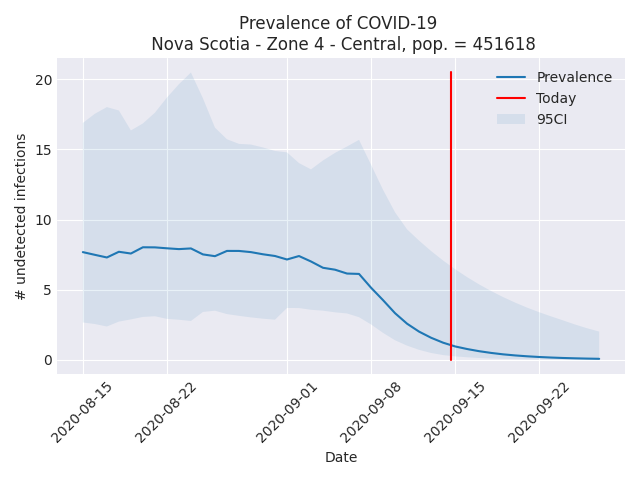 Prevalence of COVID-19
Nova Scotia - Zone 4 - Central, pop. = 451618
Prevalence
Today
95CI
# undetected infections
20
15
10
5
0
2020-08-15
2020-08-22
2020-09-01
2020-09-08
2020-09-15
2020-09-22
Date